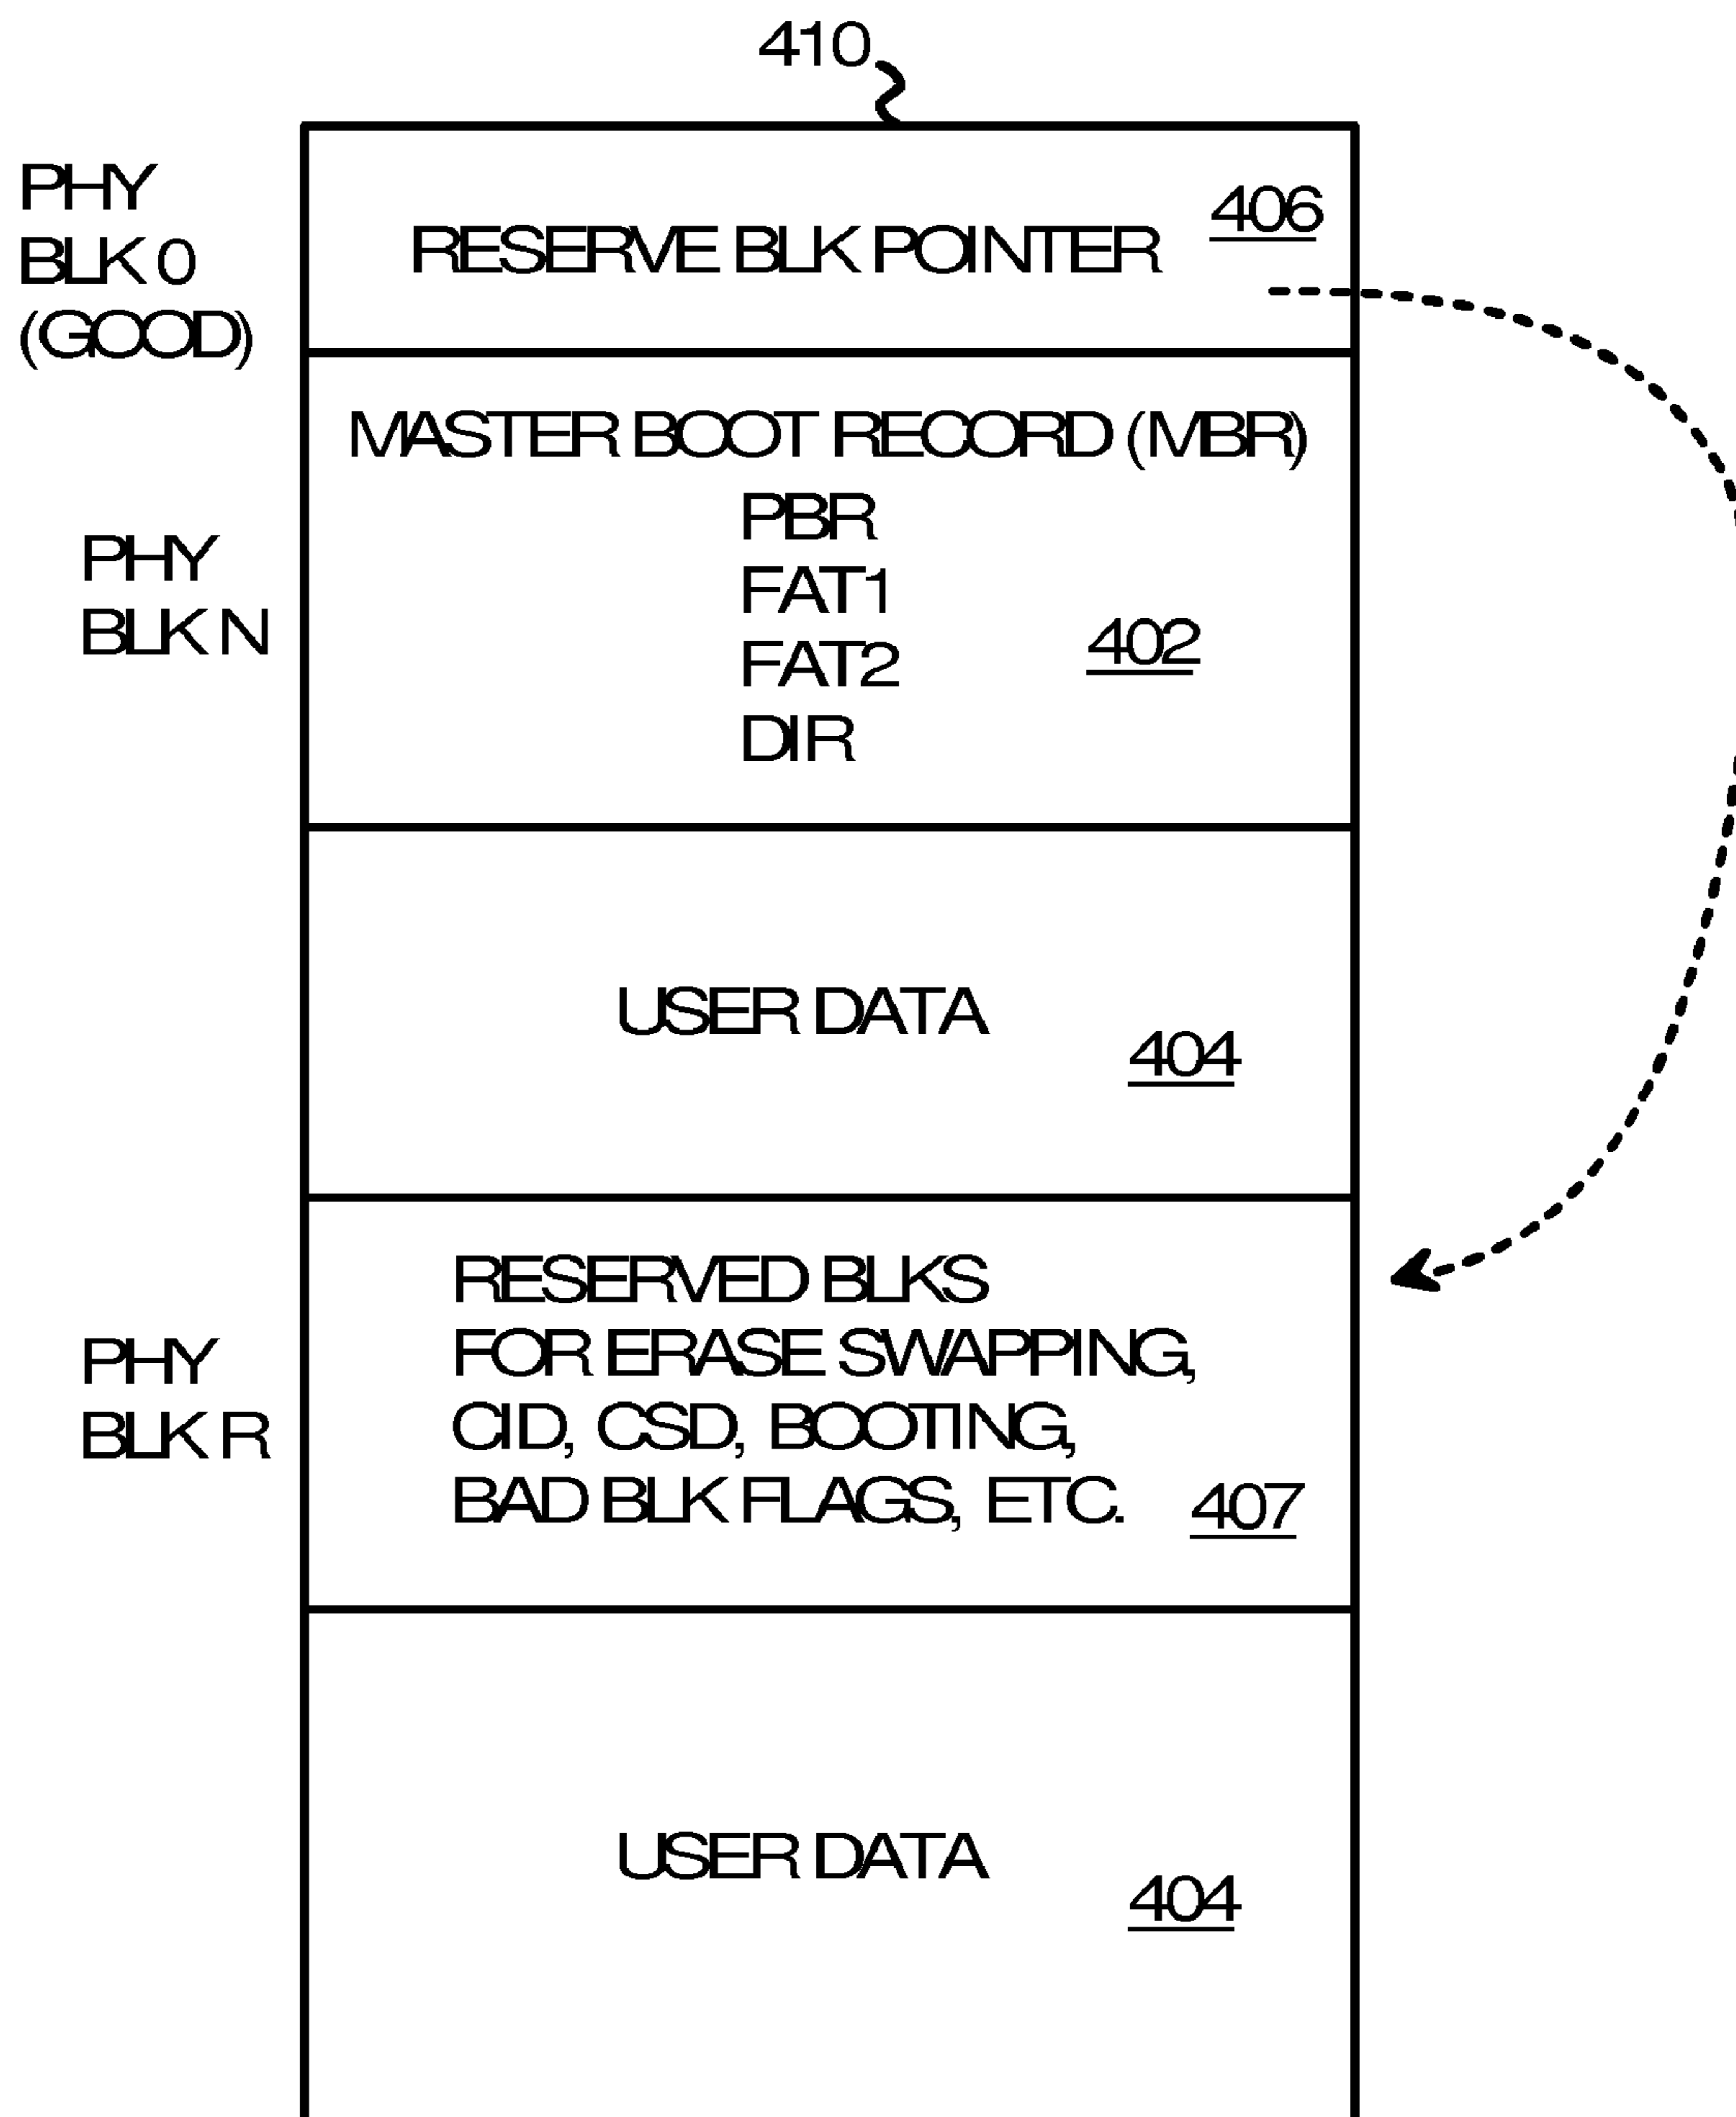 410
PHY
BLK 0
(GOOD)
RESERVE BLK POINTER
406
MASTER BOOT RECORD (MBR)
PBR
FAT1
FAT2
DIR
402
PHY
BLK N
USER DATA
404
PHY
BLK R
RESERVED BLKS
FOR ERASE SWAPPING,
CID, CSD, BOOTING,
BAD BLK FLAGS, ETC.
407
USER DATA
404